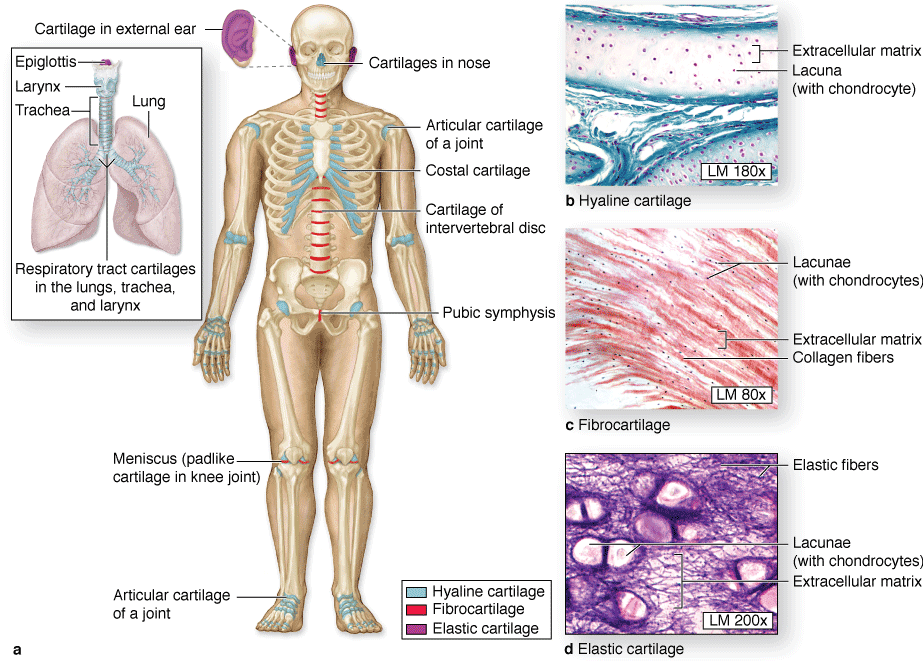 Cartilage in external ear
Epiglottis
Larynx
Trachea
Lung
Respiratory tract cartilages
in the lungs, trachea,
and larynx
Cartilages in nose
Articular cartilage
of a joint
Costal cartilage
Cartilage of
intervertebral disc
Pubic symphysis
Meniscus (padlike
cartilage in knee joint)
Articular cartilage
of a joint
Hyaline cartilage
Fibrocartilage
Elastic cartilage
a
Extracellular matrix
Lacuna
(with chondrocyte)
LM 180x
b Hyaline cartilage
Lacunae
(with chondrocytes)
Extracellular matrix
Collagen fibers
LM 80x
c Fibrocartilage
Elastic fibers
Lacunae
(with chondrocytes)
Extracellular matrix
LM 200x
d Elastic cartilage